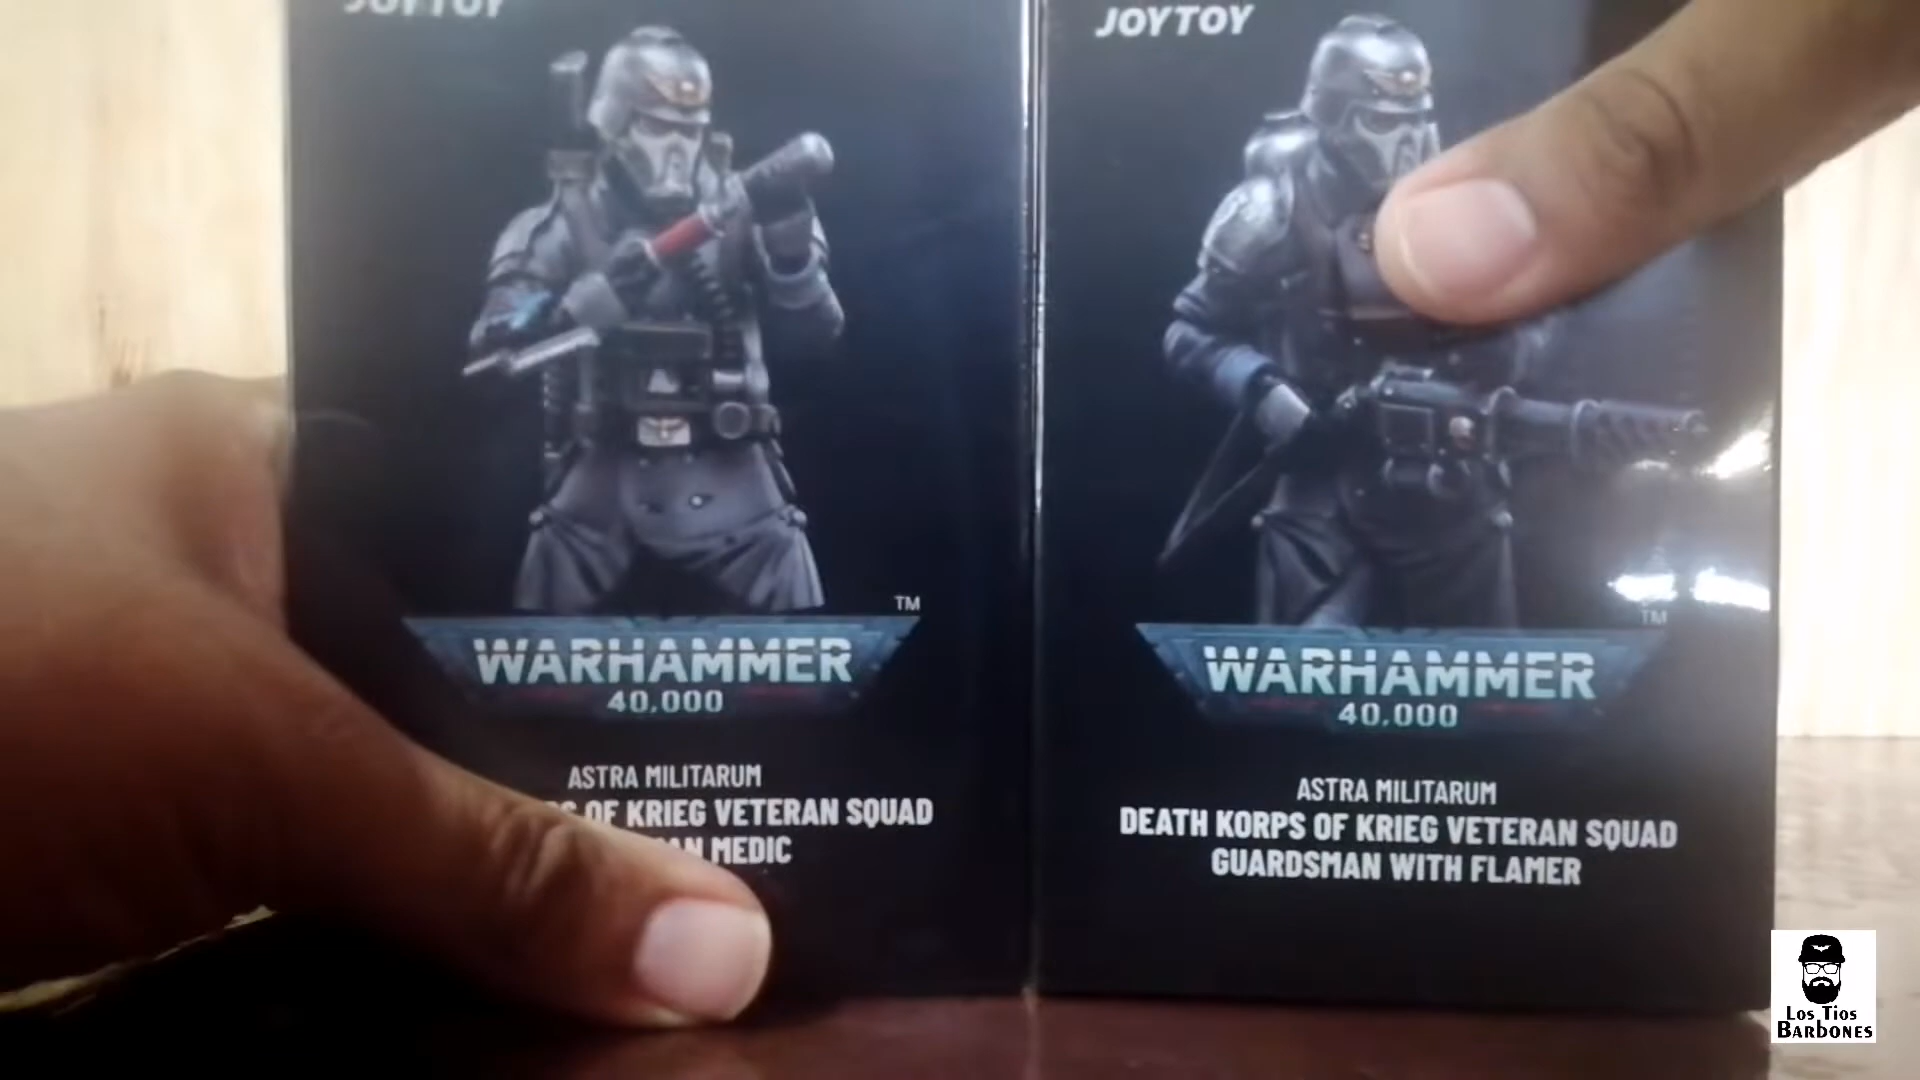 JOYTOY
TM
WARHAMMER
40,000
ASTRA MILITARUM
OF KRIEG VETERAN SQUAD
MEDIC
JOYTOY
TM
WARHAMMER
40,000
ASTRA MILITARUM
DEATH KORPS OF KRIEG VETERAN SQUAD
GUARDSMAN WITH FLAMER
Los Tios
BARBONES